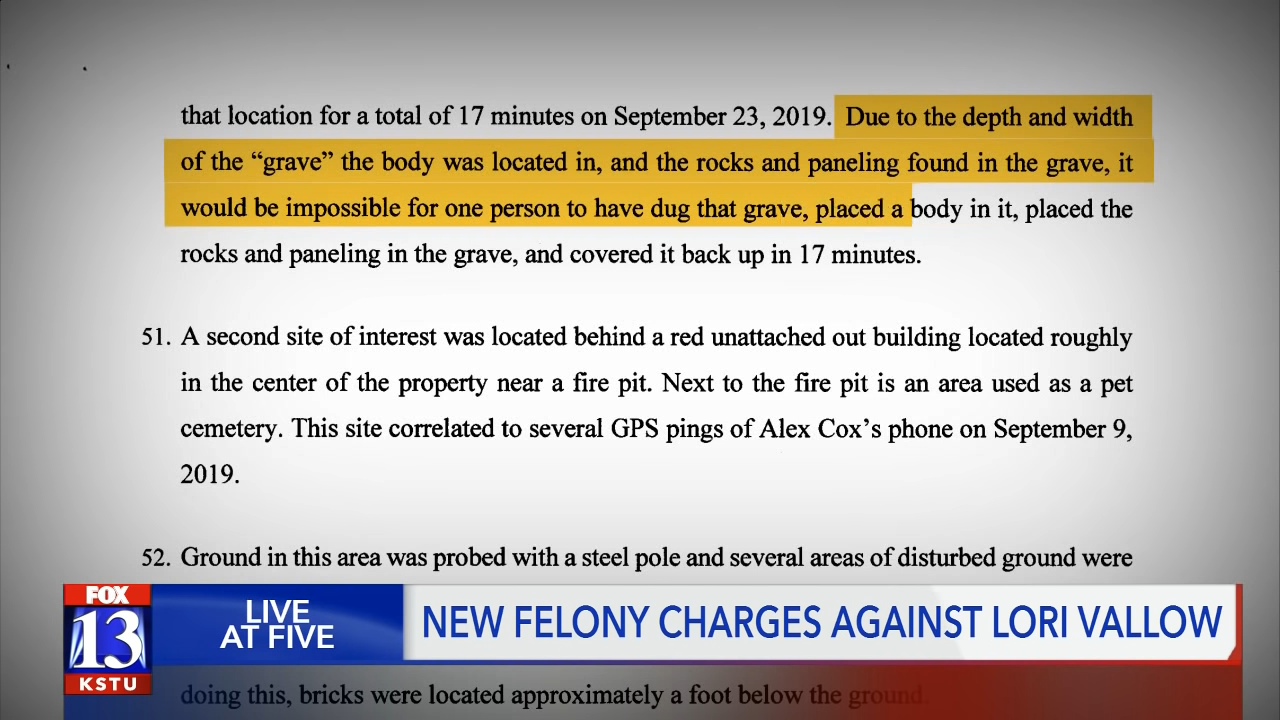 that location for a total of 17 minutes on September 23, 2019. Due to the depth and width
of the “grave” the body was located in, and the rocks and paneling found in the grave, it
would be impossible for one person to have dug that grave, placed a body in it, placed the
rocks and paneling in the grave, and covered it back up in 17 minutes.
51. A second site of interest was located behind a red unattached out building located roughly
in the center of the property near a fire pit. Next to the fire pit is an area used as a pet
cemetery. This site correlated to several GPS pings of Alex Cox’s phone on September 9,
2019.
52. Ground in this area was probed with a steel pole and several areas of disturbed ground were
FOX
13
KSTU
LIVE
AT FIVE
NEW FELONY CHARGES AGAINST LORI VALLOW
doing this, bricks were located approximately a foot below the ground.